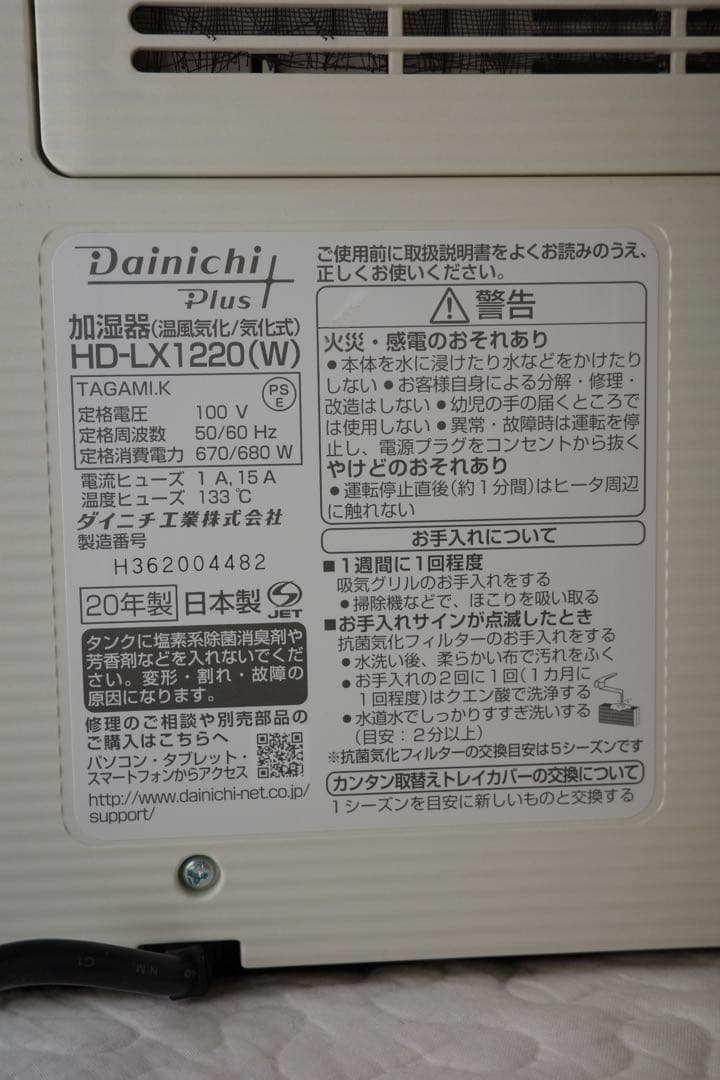 Dainichi
Plus
加湿器(温風気化/気化式)
HD-LX1220(W)
TAGAMI.K
PS
E
定格電圧 100 V
定格周波数 50/60 Hz
定格消費電力 670/680 W
電流ヒューズ 1 A, 15 A
温度ヒューズ 133 ℃
ダイニチ工業株式会社
製造番号
H362004482
20年製 日本製 JET
タンクに塩素系除菌消臭剤や
芳香剤などを入れないでくだ
さい。変形・割れ・故障の
原因になります。
修理のご相談や別売部品の
ご購入はこちらへ
パソコン・タブレット・
スマートフォンからアクセス
http://www.dainichi-net.co.jp/
support/
ご使用前に取扱説明書をよくお読みのうえ、
正しくお使いください。
警告
火災・感電のおそれあり
●本体を水に浸けたり水などをかけたり
しない ●お客様自身による分解・修理・
改造はしない ●幼児の手の届くところで
は使用しない ●異常・故障時は運転を停
止し、電源プラグをコンセントから抜く
やけどのおそれあり
●運転停止直後(約1分間)はヒータ周辺
に触れない
お手入れについて
■1週間に1回程度
吸気グリルのお手入れをする
●掃除機などで、ほこりを吸い取る
■お手入れサインが点滅したとき
抗菌気化フィルターのお手入れをする
●水洗い後、柔らかい布で汚れをふく
●お手入れの2回に1回(1カ月に
1回程度)はクエン酸で洗浄する
●水道水でしっかりすすぎ洗いする
(目安：2分以上)
※抗菌気化フィルターの交換目安は5シーズンです
カンタン取替えトレイカバーの交換について
1シーズンを目安に新しいものと交換する